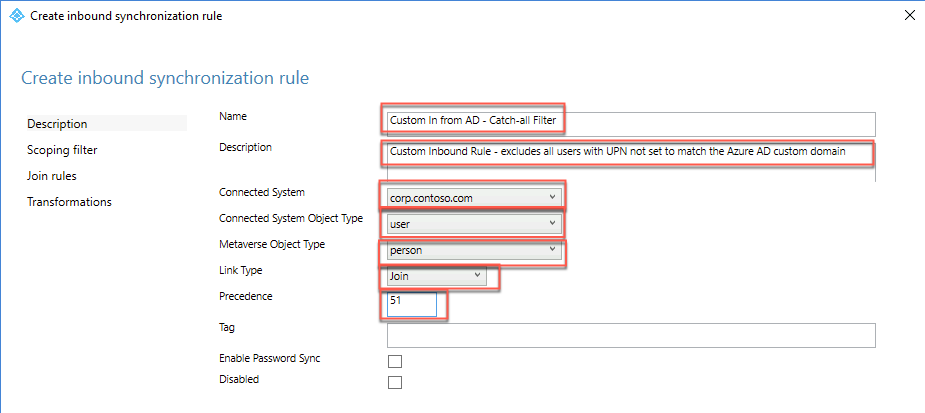 Create inbound synchronization rule
Create inbound synchronization rule
Description
Scoping filter
Join rules
Transformations
Name
Custom In from AD - Catch-all Filter
Description
Custom Inbound Rule - excludes all users with UPN not set to match the Azure AD custom domain
Connected System
corp.contoso.com
Connected System Object Type
user
Metaverse Object Type
person
Link Type
Join
Precedence
51
Tag
Enable Password Sync
Disabled